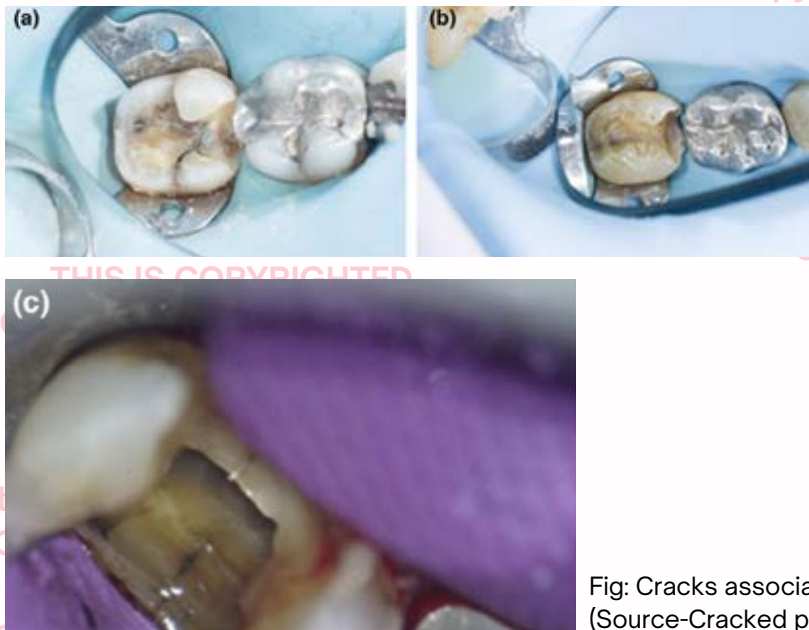 (a)
(b)
THIS IS COPYRIGHTED
(c)
Fig: Cracks associa
(Source-Cracked p